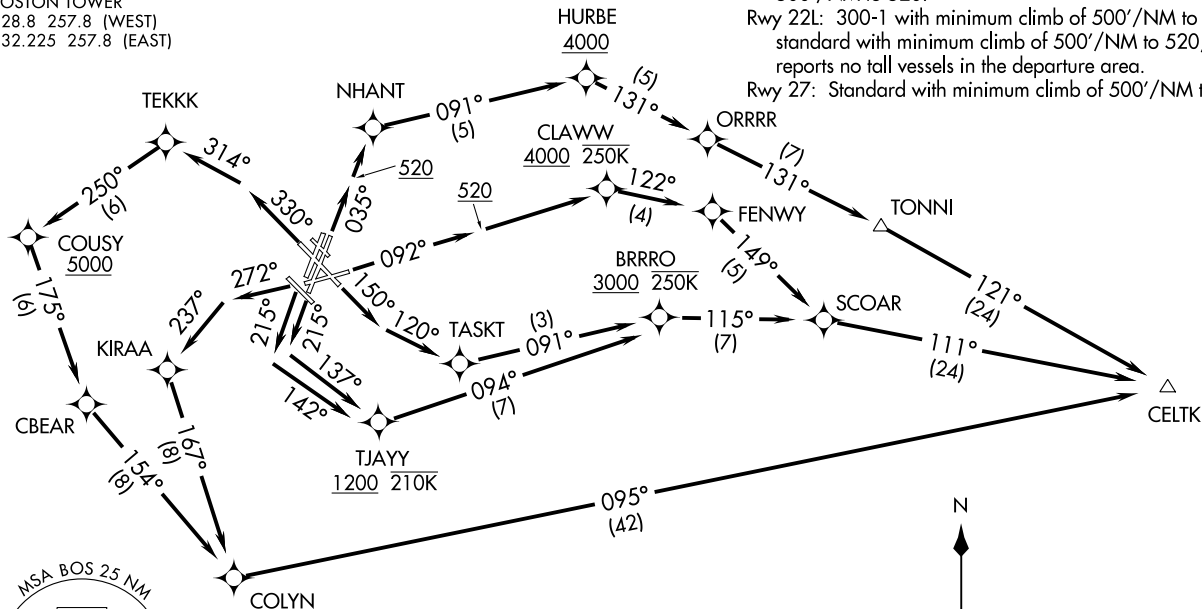 OSTON TOWER
28.8 257.8 (WEST)
32.225 257.8 (EAST)
Rwy 22L: 300-1 with minimum climb of 500'/NM to
standard with minimum climb of 500'/NM to 520,
reports no tall vessels in the departure area.
Rwy 27: Standard with minimum climb of 500'/NM t
HURBE
4000
(5)
131°
TEKKK
NHANT
091°
(5)
ORRRR
CLAWW
4000 250K
(7)
131°
314°
520
520
122°
(4)
250°
(6)
330°
035°
TONNI
FENWY
COUSY
5000
092°
BRRRO
3000 250K
149°
(5)
272°
150°
121°
(24)
175°
(6)
237°
215°
215°
120°
TASKT
(3)
091°
115°
(7)
SCOAR
111°
(24)
KIRAA
137°
142°
094°
(7)
CELTK
CBEAR
167°
(8)
154°
(8)
TJAYY
1200 210K
095°
(42)
N
MSA BOS 25 NM
COLYN